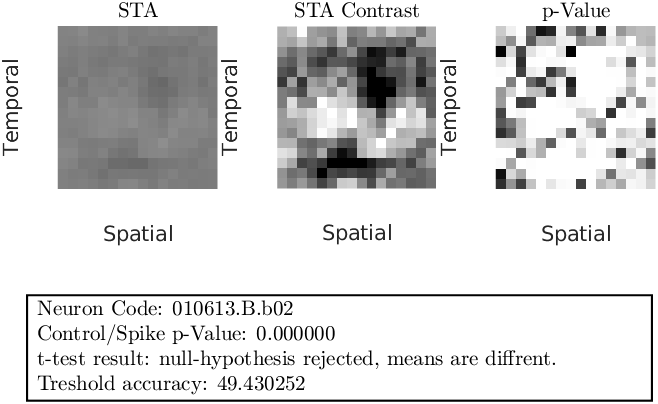 STA
STA Contrast
p-Value
Temporal
Temporal
Temporal
Spatial
Spatial
Spatial
Neuron Code: 010613.B.b02
Control/Spike p-Value: 0.000000
t-test result: null-hypothesis rejected, means are diffrent.
Treshold accuracy: 49.430252